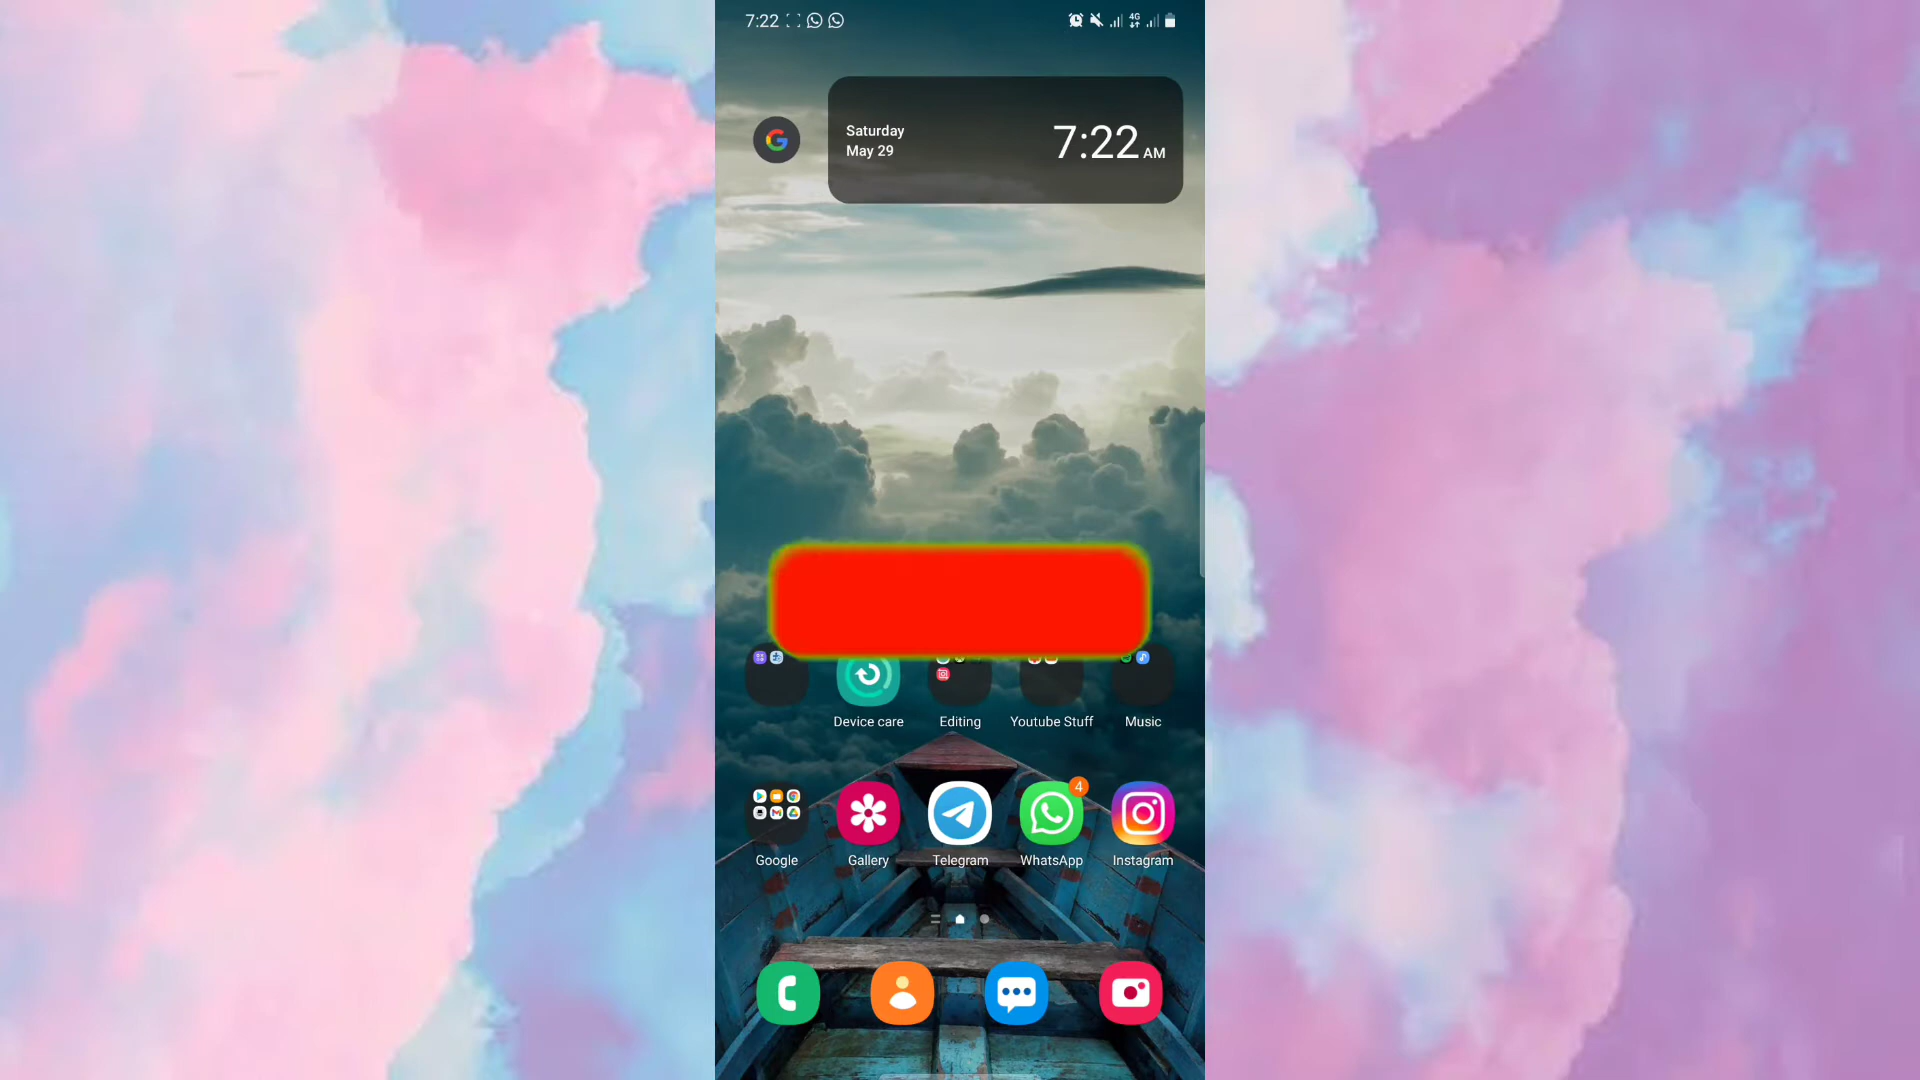 7:22
4G
Saturday
May 29
7:22 AM
Device care
Editing
Youtube Stuff
Music
4
Google
Gallery
Telegram
WhatsApp
Instagram